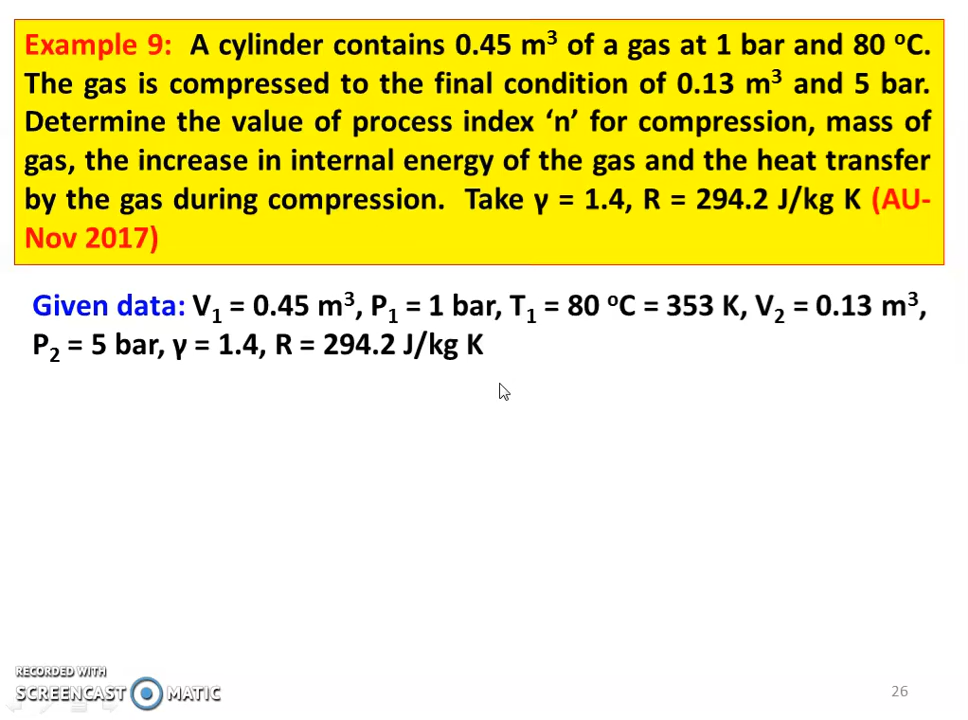 Example 9: A cylinder contains 0.45 m³ of a gas at 1 bar and 80 ºC.
The gas is compressed to the final condition of 0.13 m³ and 5 bar.
Determine the value of process index ‘n’ for compression, mass of
gas, the increase in internal energy of the gas and the heat transfer
by the gas during compression. Take γ = 1.4, R = 294.2 J/kg K (AU-
Nov 2017)
Given data: V₁ = 0.45 m³, P₁ = 1 bar, T₁ = 80 ºC = 353 K, V₂ = 0.13 m³,
P₂ = 5 bar, γ = 1.4, R = 294.2 J/kg K
RECORDED WITH
SCREENCAST MATIC
26